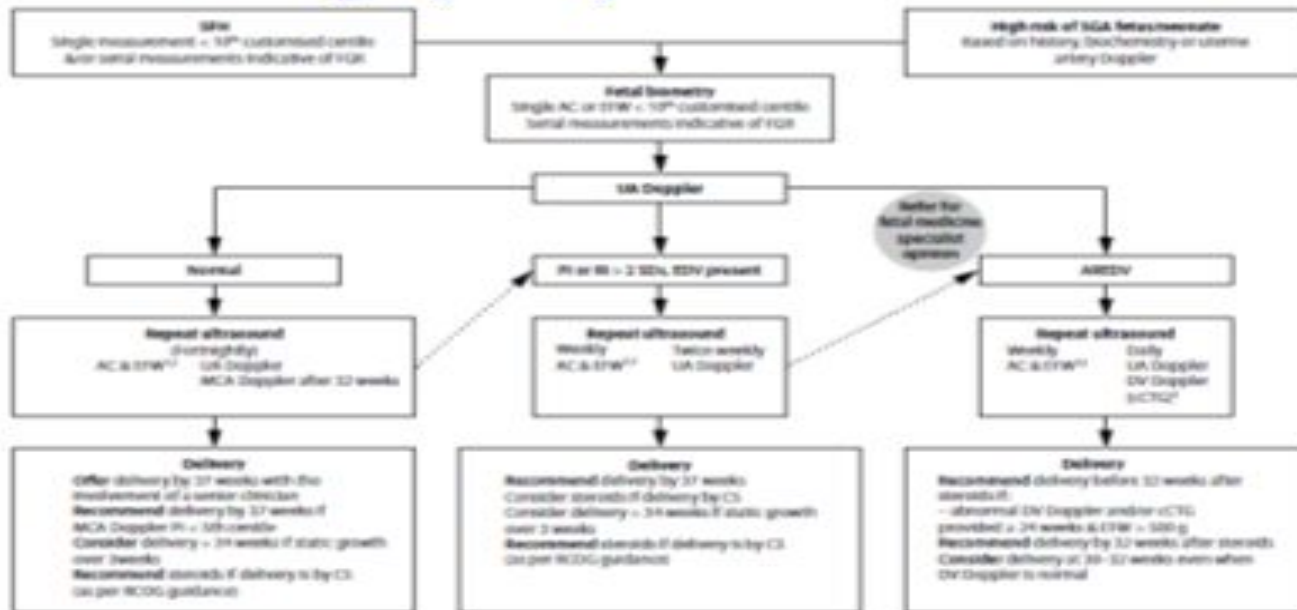 SFH
Single measurement < 10th customised centile
&/or serial measurements indicative of FGR
High risk of SGA fetus/neonate
Based on history, biochemistry or uterine
artery Doppler
Fetal biometry
Single AC or EFW < 10th customised centile
Serial measurements indicative of FGR
UA Doppler
Refer for
fetal medicine
specialist
opinion
Normal
PI or RI > 2 SDs, EDV present
AREDV
Repeat ultrasound
(Fortnightly)
AC & EFW UA Doppler
MCA Doppler after 32 weeks
Repeat ultrasound
Weekly Twice weekly
AC & EFW UA Doppler
Repeat ultrasound
Weekly Daily
AC & EFW UA Doppler
DV Doppler
(cCTG)
Delivery
Offer delivery by 37 weeks with the
involvement of a senior clinician
Recommend delivery by 37 weeks if
MCA Doppler PI < 5th centile
Consider delivery > 34 weeks if static growth
over 3weeks
Recommend steroids if delivery is by CS
(as per RCOG guidance)
Delivery
Recommend delivery by 37 weeks
Consider steroids if delivery by CS
Consider delivery > 34 weeks if static growth
over 3 weeks
Recommend steroids if delivery is by CS
(as per RCOG guidance)
Delivery
Recommend delivery before 32 weeks after
steroids if:
– abnormal DV Doppler and/or cCTG
provided ≥ 24 weeks & EFW > 500 g
Recommend delivery by 32 weeks after steroids
Consider delivery at 30–32 weeks even when
DV Doppler is normal